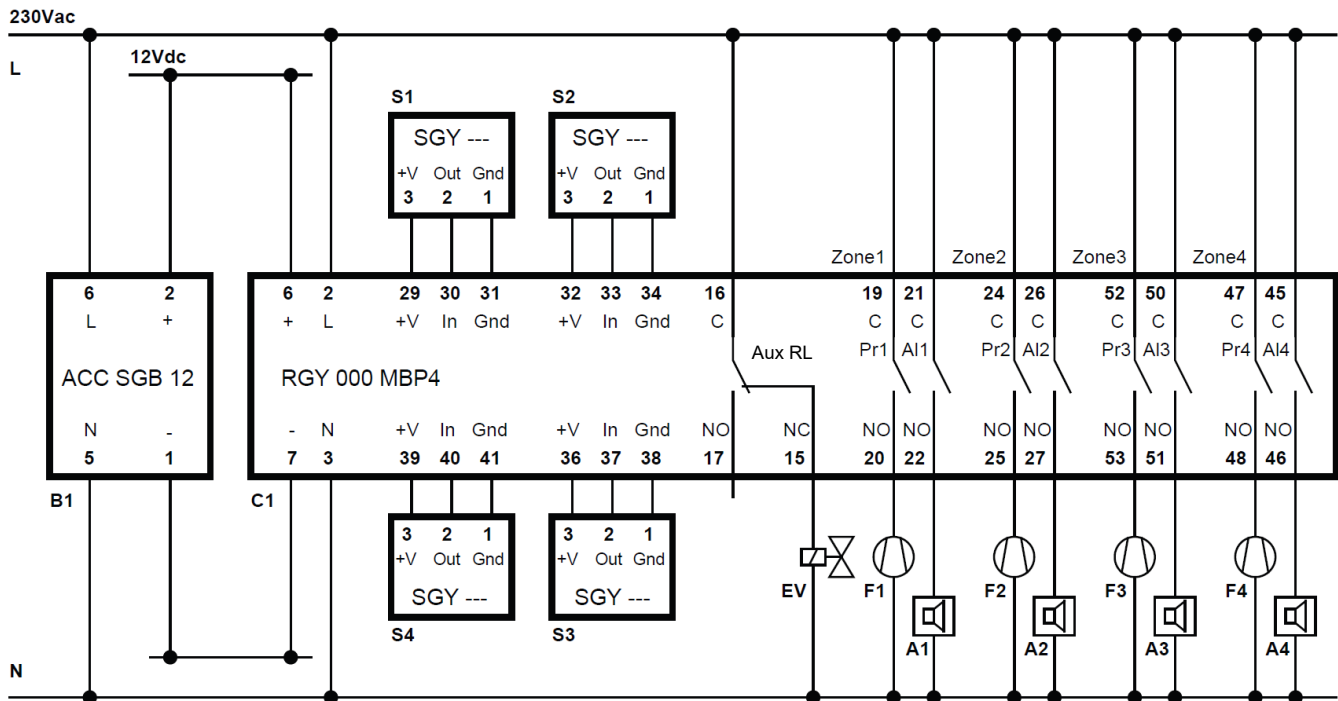 230Vac
L
12Vdc
S1 S2
SGY --- SGY ---
+V Out Gnd +V Out Gnd
3 2 1 3 2 1
Zone1 Zone2 Zone3 Zone4
6 2 6 2 29 30 31 32 33 34 16 19 21 24 26 52 50 47 45
L + + L +V In Gnd +V In Gnd C C C C C C C C C
Aux RL Pr1 Al1 Pr2 Al2 Pr3 Al3 Pr4 Al4
ACC SGB 12 RGY 000 MBP4
N - - N +V In Gnd +V In Gnd NO NC NO NO NO NO NO NO NO NO
5 1 7 3 39 40 41 36 37 38 17 15 20 22 25 27 53 51 48 46
B1 C1
3 2 1 3 2 1
+V Out Gnd +V Out Gnd
SGY --- SGY ---
S4 S3
EV F1 F2 F3 F4
A1 A2 A3 A4
N